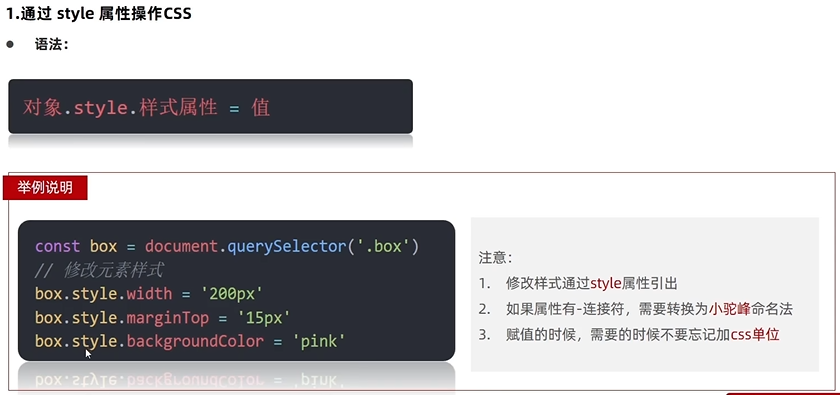 1.通过 style 属性操作CSS
● 语法：
对象.style.样式属性 = 值
举例说明
const box = document.querySelector('.box')
// 修改元素样式
box.style.width = '200px'
box.style.marginTop = '15px'
box.style.backgroundColor = 'pink'
注意：
1. 修改样式通过style属性引出
2. 如果属性有-连接符，需要转换为小驼峰命名法
3. 赋值的时候，需要的时候不要忘记加css单位